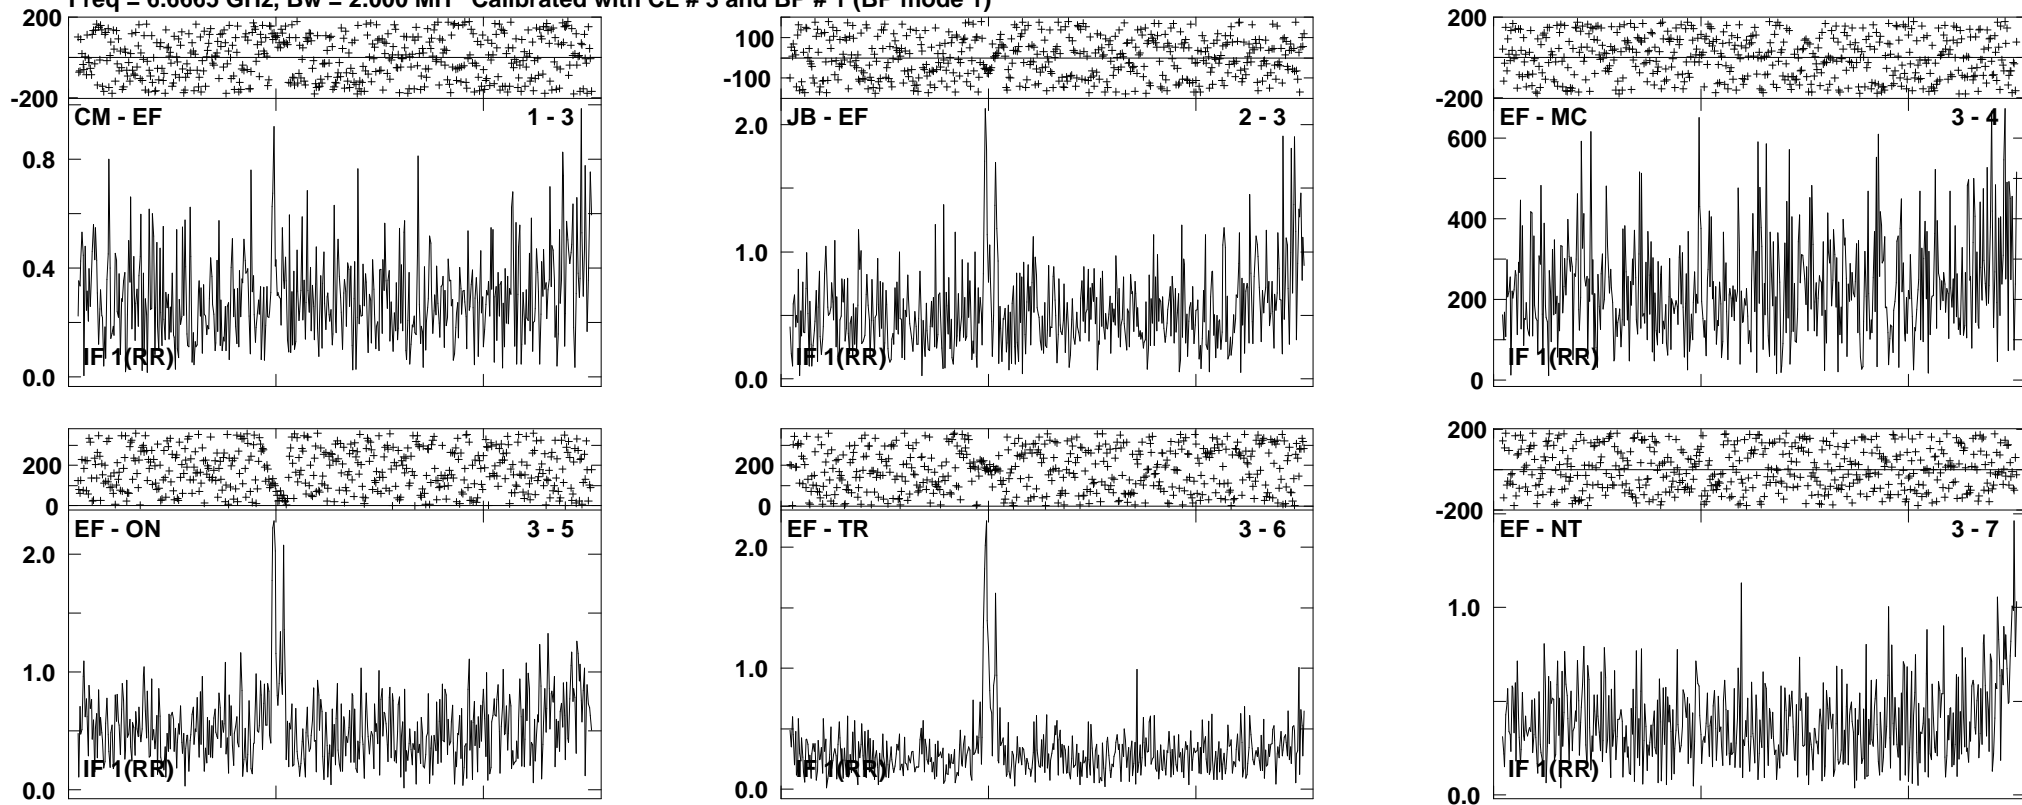 Freq = 6.6665 GHz, Bw = 2.000 MH Calibrated with CL # 3 and BP # 1 (BP mode 1)
200
-200
CM - EF
1 - 3
0.8
0.4
0.0
IF 1(RR)
100
-100
JB - EF
2 - 3
2.0
1.0
0.0
IF 1(RR)
200
0
-200
EF - MC
3 - 4
600
400
200
0
IF 1(RR)
200
0
EF - ON
3 - 5
2.0
1.0
0.0
IF 1(RR)
200
0
EF - TR
3 - 6
2.0
1.0
0.0
IF 1(RR)
200
0
-200
EF - NT
3 - 7
1.0
0.0
IF 1(RR)